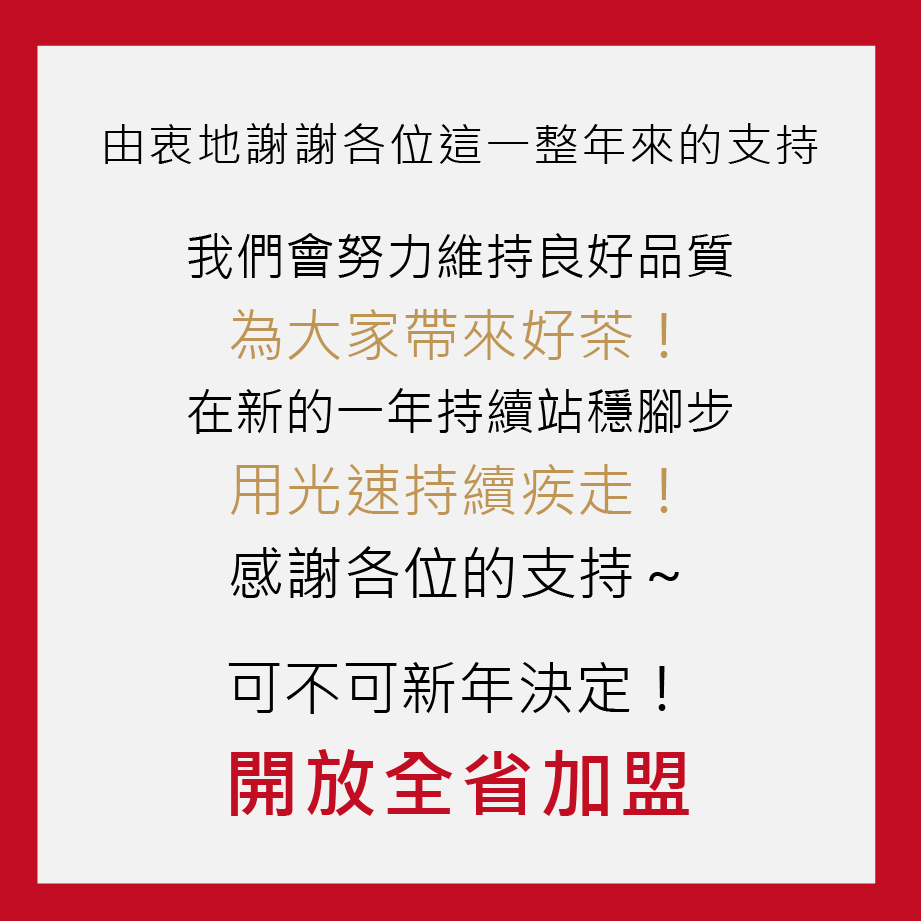 由衷地謝謝各位這一整年來的支持
我們會努力維持良好品質
為大家帶來好茶！
在新的一年持續站穩腳步
用光速持續疾走！
感謝各位的支持~
可不可新年決定！
開放全省加盟